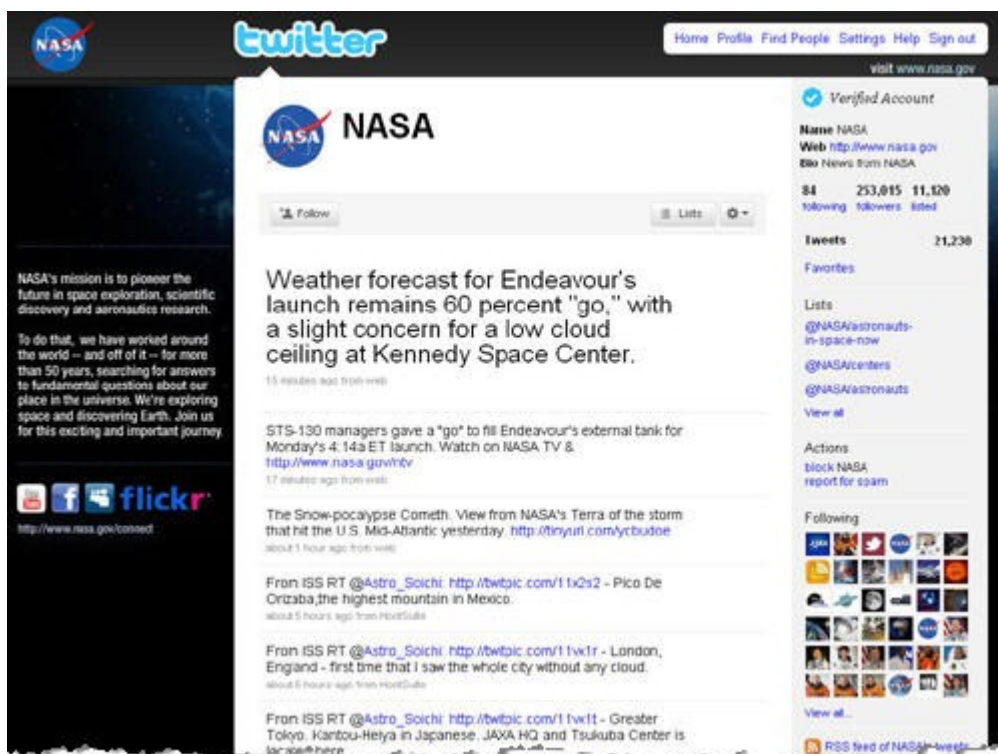 NASA
twitter
Home Profile Find People Settings Help Sign out
visit www.nasa.gov
NASA
NASA
Follow
Lists
Weather forecast for Endeavour's
launch remains 60 percent "go," with
a slight concern for a low cloud
ceiling at Kennedy Space Center.
15 minutes ago from web
STS-130 managers gave a "go" to fill Endeavour's external tank for
Monday's 4:14a ET launch. Watch on NASA TV &
http://www.nasa.gov/ntv
17 minutes ago from web
The Snow-pocalypse Cometh. View from NASA's Terra of the storm
that hit the U.S. Mid-Atlantic yesterday. http://tinyurl.com/ycbudoe
about 1 hour ago from web
From ISS RT @Astro_Soichi: http://twitpic.com/11x2s2 - Pico De
Orizaba,the highest mountain in Mexico.
about 5 hours ago from HootSuite
From ISS RT @Astro_Soichi: http://twitpic.com/11vx1r - London,
England - first time that I saw the whole city without any cloud.
about 5 hours ago from HootSuite
From ISS RT @Astro_Soichi: http://twitpic.com/11vx1t - Greater
Tokyo. Kantou-Heiya in Japanese. JAXA HQ and Tsukuba Center is
NASA's mission is to pioneer the
future in space exploration, scientific
discovery and aeronautics research.
To do that, we have worked around
the world -- and off of it -- for more
than 50 years, searching for answers
to fundamental questions about our
place in the universe. We're exploring
space and discovering Earth. Join us
for this exciting and important journey
flickr
http://www.nasa.gov/connect
Verified Account
Name NASA
Web http://www.nasa.gov
Bio News from NASA
84 253,015 11,120
following followers listed
Tweets 21,230
Favorites
Lists
@NASA/astronauts-
in-space-now
@NASA/centers
@NASA/astronauts
View all
Actions
block NASA
report for spam
Following
View all...
RSS feed of NASA's tweets